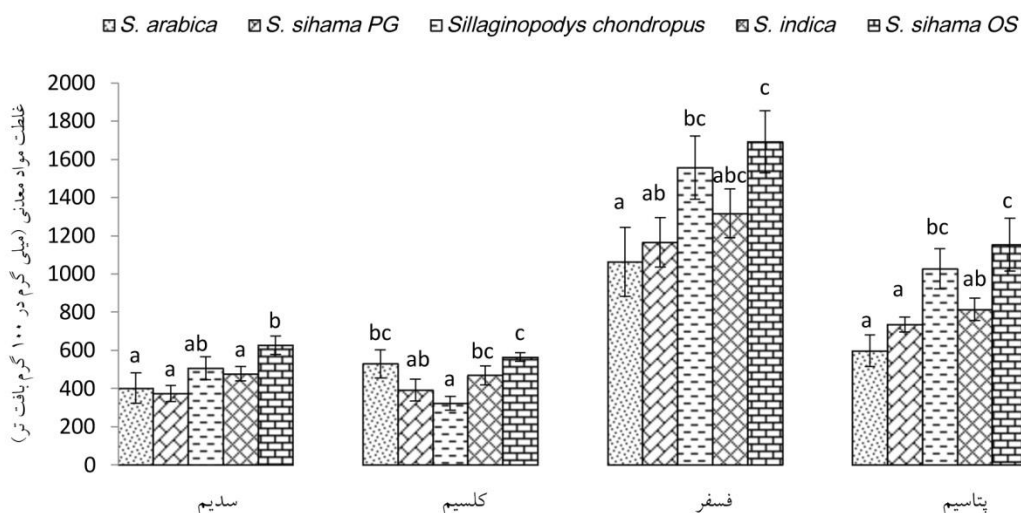 S. arabica S. sihama PG Sillaginopodys chondropus S. indica S. sihama OS
غلظت مواد معدنی (میلی گرم در ۱۰۰ گرم بافت تر)
2000
1800
1600
1400
1200
1000
800
600
400
200
0
a a ab a b
bc ab a bc c
a ab bc abc c
a a bc ab c
سدیم کلسیم فسفر پتاسیم